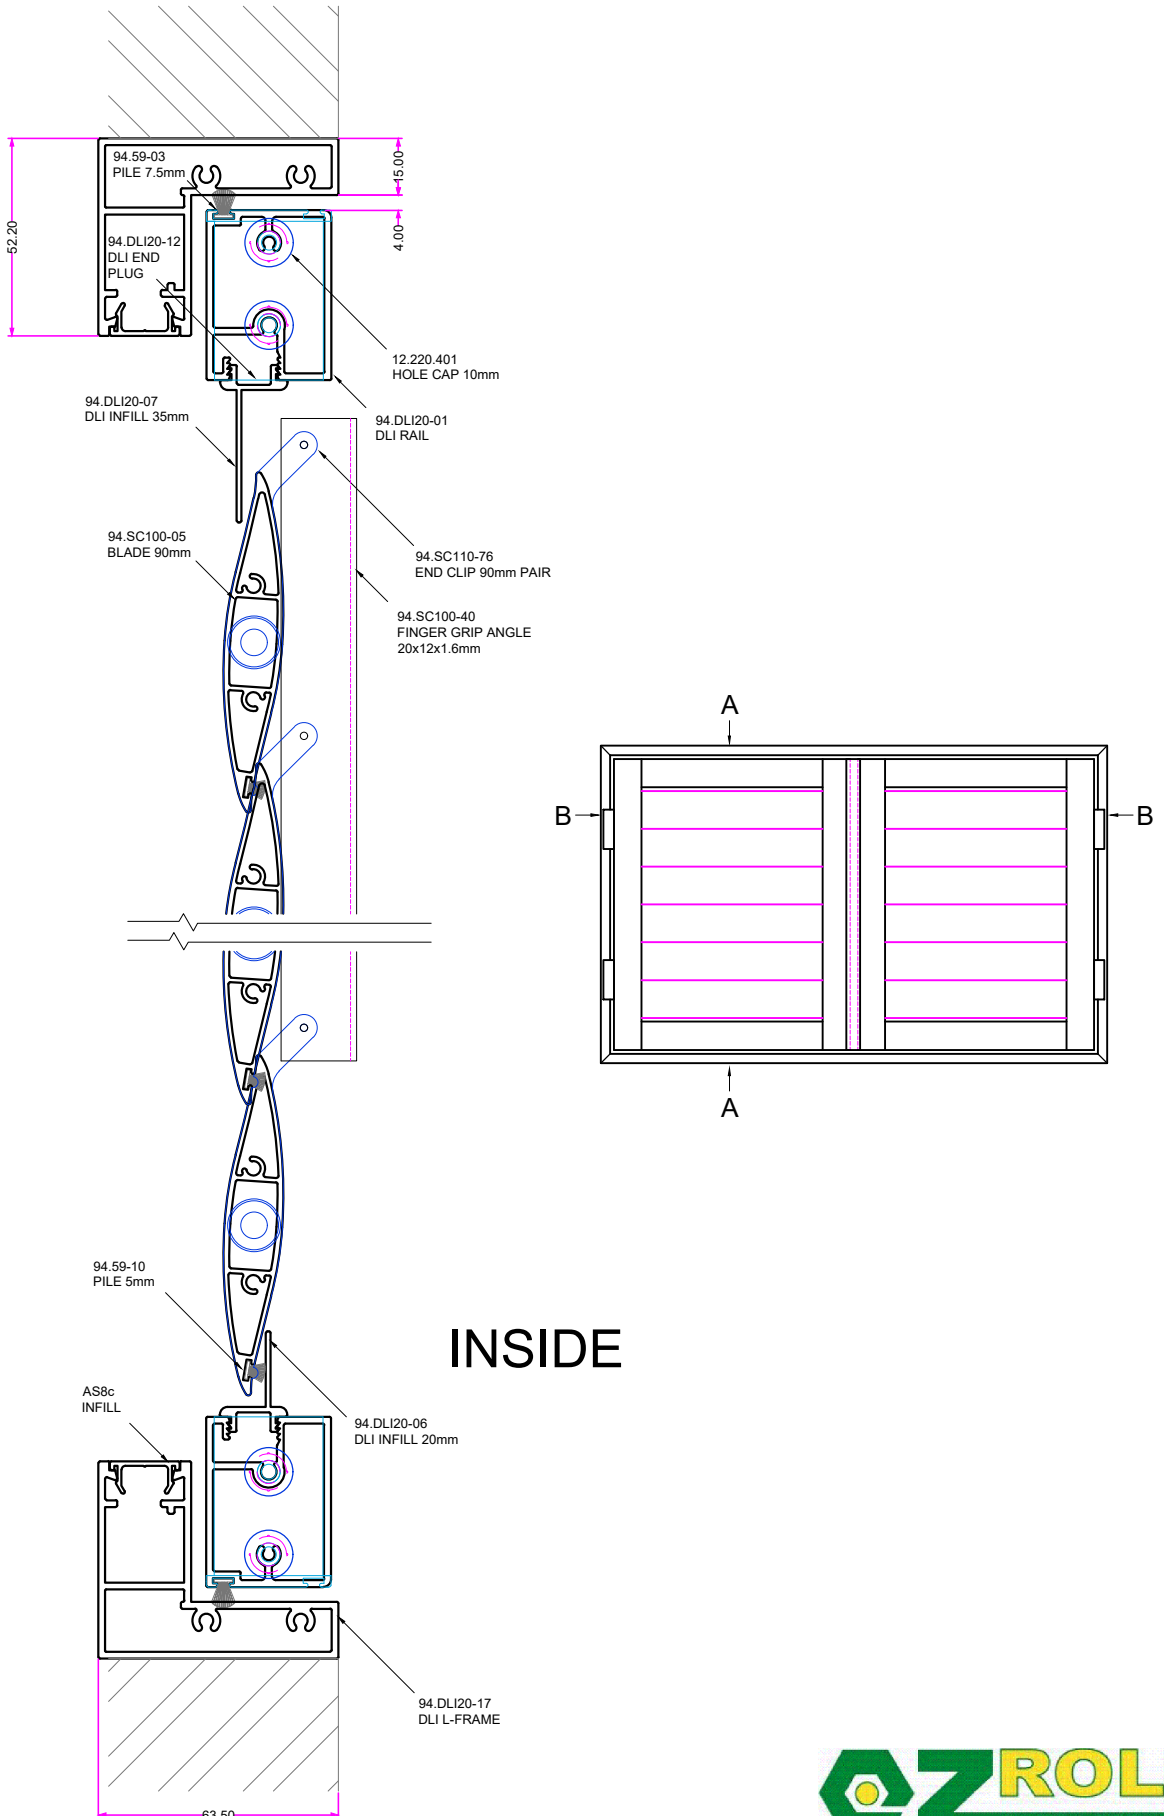 94.59-03
PILE 7.5mm
15.00
52.20
4.00
94.DLI20-12
DLI END
PLUG
12.220.401
HOLE CAP 10mm
94.DLI20-07
DLI INFILL 35mm
94.DLI20-01
DLI RAIL
94.SC100-05
BLADE 90mm
94.SC110-76
END CLIP 90mm PAIR
94.SC100-40
FINGER GRIP ANGLE
20x12x1.6mm
A
B
B
A
94.59-10
PILE 5mm
INSIDE
AS8c
INFILL
94.DLI20-06
DLI INFILL 20mm
94.DLI20-17
DLI L-FRAME
63.50
OZROL